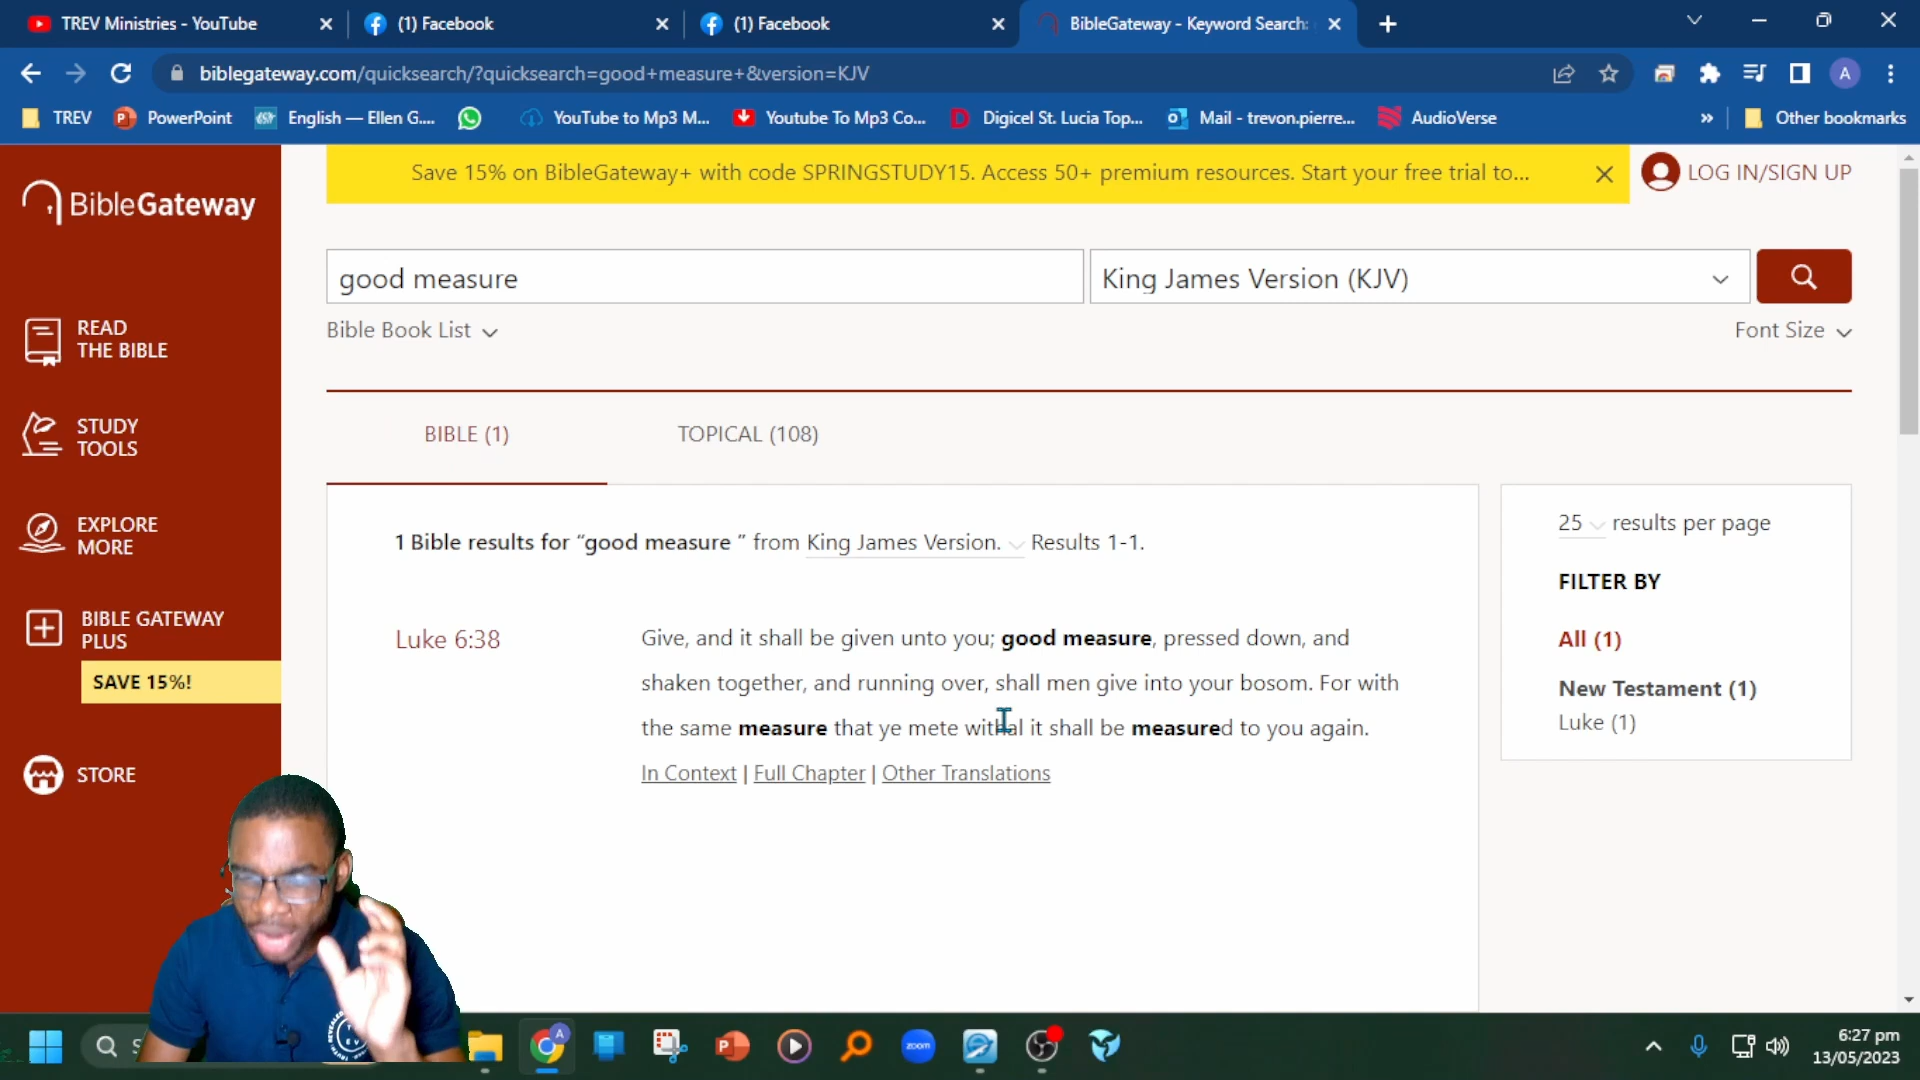 TREV Ministries - YouTube
(1) Facebook
(1) Facebook
BibleGateway - Keyword Search:
biblegateway.com/quicksearch/?quicksearch=good+measure+&version=KJV
A
TREV
PowerPoint
English — Ellen G....
YouTube to Mp3 M...
Youtube To Mp3 Co...
Digicel St. Lucia Top...
Mail - trevon.pierre...
AudioVerse
»
Other bookmarks
BibleGateway
Save 15% on BibleGateway+ with code SPRINGSTUDY15. Access 50+ premium resources. Start your free trial to...
LOG IN/SIGN UP
good measure
King James Version (KJV)
Bible Book List
Font Size
READ
THE BIBLE
STUDY
TOOLS
EXPLORE
MORE
BIBLE GATEWAY
PLUS
SAVE 15%!
STORE
BIBLE (1)
TOPICAL (108)
1 Bible results for “good measure ” from King James Version. Results 1-1.
Luke 6:38
Give, and it shall be given unto you; good measure, pressed down, and
shaken together, and running over, shall men give into your bosom. For with
the same measure that ye mete withal it shall be measured to you again.
In Context | Full Chapter | Other Translations
25 results per page
FILTER BY
All (1)
New Testament (1)
Luke (1)
zoom
6:27 pm
13/05/2023